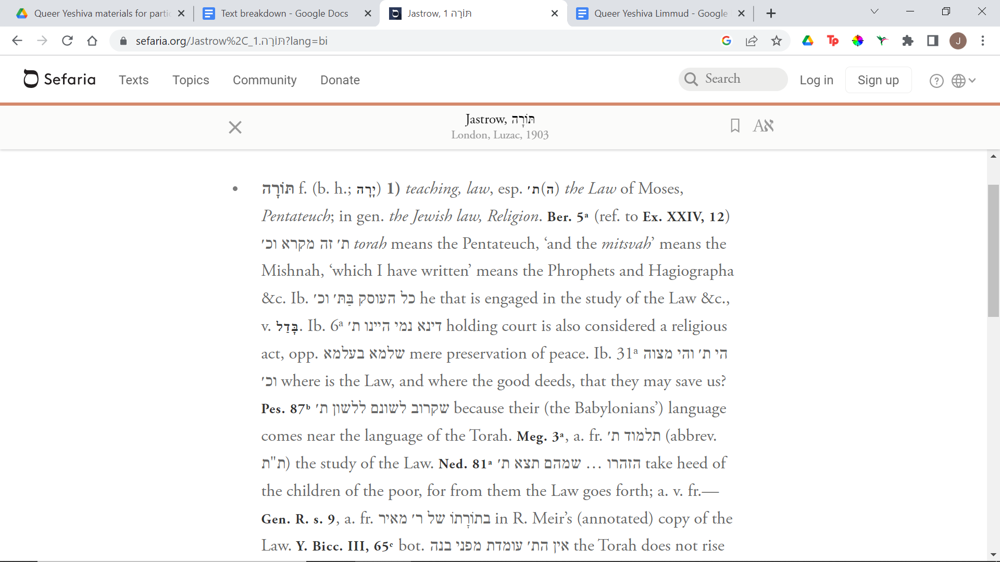 Queer Yeshiva materials for partic
Text breakdown - Google Docs
Jastrow, תּוֹרָה 1
Queer Yeshiva Limmud - Google
sefaria.org/Jastrow%2C_תּוֹרָה.1?lang=bi
J
Sefaria Texts Topics Community Donate Search Log in Sign up
Jastrow, תּוֹרָה
London, Luzac, 1903
Aא
• תּוֹרָה f. (b. h.; יָרָה) 1) teaching, law, esp. ת׳(ה) the Law of Moses,
Pentateuch; in gen. the Jewish law, Religion. Ber. 5ᵃ (ref. to Ex. XXIV, 12)
ת׳ זה מקרא וכ׳ torah means the Pentateuch, ‘and the mitsvah’ means the
Mishnah, ‘which I have written’ means the Phrophets and Hagiographa
&c. Ib. כל העוסק בַּתּ׳ וכ׳ he that is engaged in the study of the Law &c.,
v. בָּדַל. Ib. 6ᵃ דינא נמי היינו ת׳ holding court is also considered a religious
act, opp. שלמא בעלמא mere preservation of peace. Ib. 31ᵃ הי ת׳ והי מצוה
וכ׳ where is the Law, and where the good deeds, that they may save us?
Pes. 87ᵇ שקרוב לשונם ללשון ת׳ because their (the Babylonians’) language
comes near the language of the Torah. Meg. 3ᵃ, a. fr. תלמוד ת׳ (abbrev.
ת"ת) the study of the Law. Ned. 81ᵃ הזהרו … שמהם תצא ת׳ take heed of
the children of the poor, for from them the Law goes forth; a. v. fr.—
Gen. R. s. 9, a. fr. בתוֹרָתוֹ של ר׳ מאיר in R. Meir’s (annotated) copy of the
Law. Y. Bicc. III, 65ᶜ bot. אין הת׳ עומדת מפני בנה the Torah does not rise